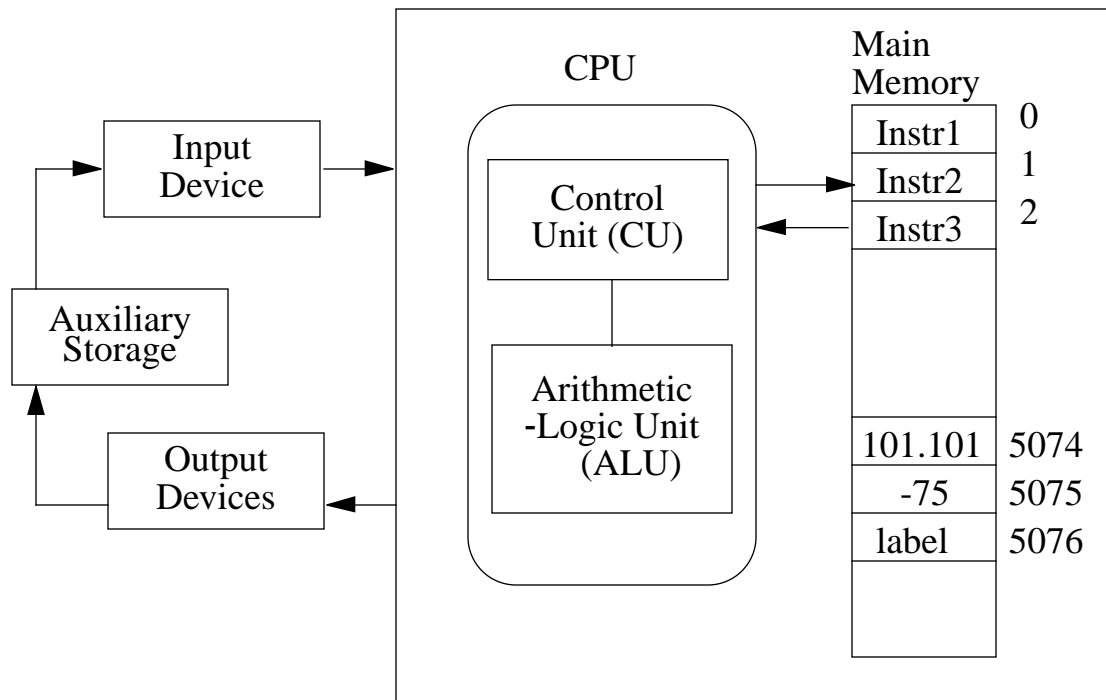 Input
Device
Auxiliary
Storage
Output
Devices
CPU
Control
Unit (CU)
Arithmetic
-Logic Unit
(ALU)
Main
Memory
Instr1 0
Instr2 1
Instr3 2
101.101 5074
-75 5075
label 5076